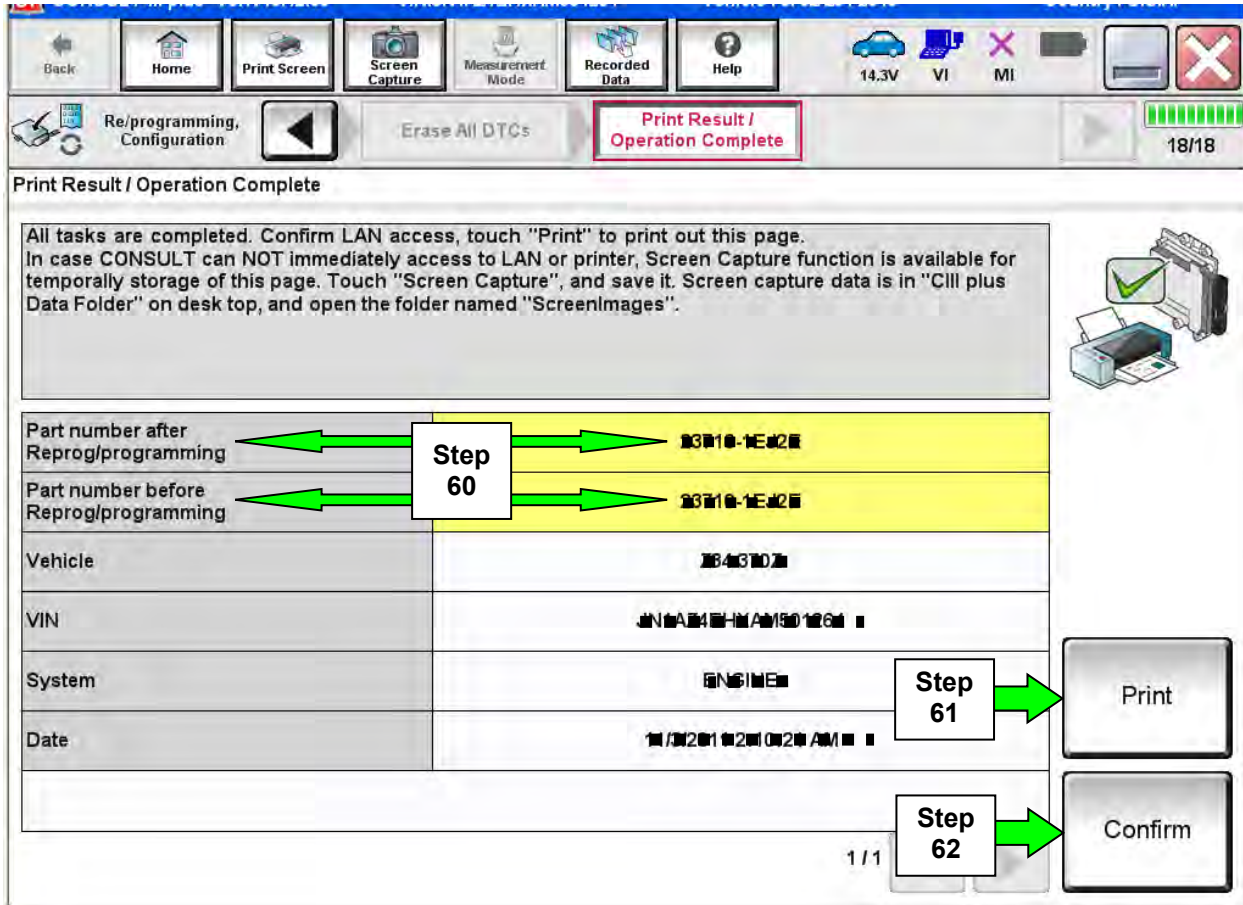 Back
Home
Print Screen
Screen
Capture
Measurement
Mode
Recorded
Data
Help
14.3V
VI
MI
Re/programming,
Configuration
Erase All DTCs
Print Result /
Operation Complete
18/18
Print Result / Operation Complete
All tasks are completed. Confirm LAN access, touch "Print" to print out this page.
In case CONSULT can NOT immediately access to LAN or printer, Screen Capture function is available for
temporally storage of this page. Touch "Screen Capture", and save it. Screen capture data is in "CIII plus
Data Folder" on desk top, and open the folder named "ScreenImages".
Part number after
Reprog/programming
Step
60
Part number before
Reprog/programming
Vehicle
VIN
System
ENGINE
Step
61
Print
Date
Step
62
Confirm
1/1